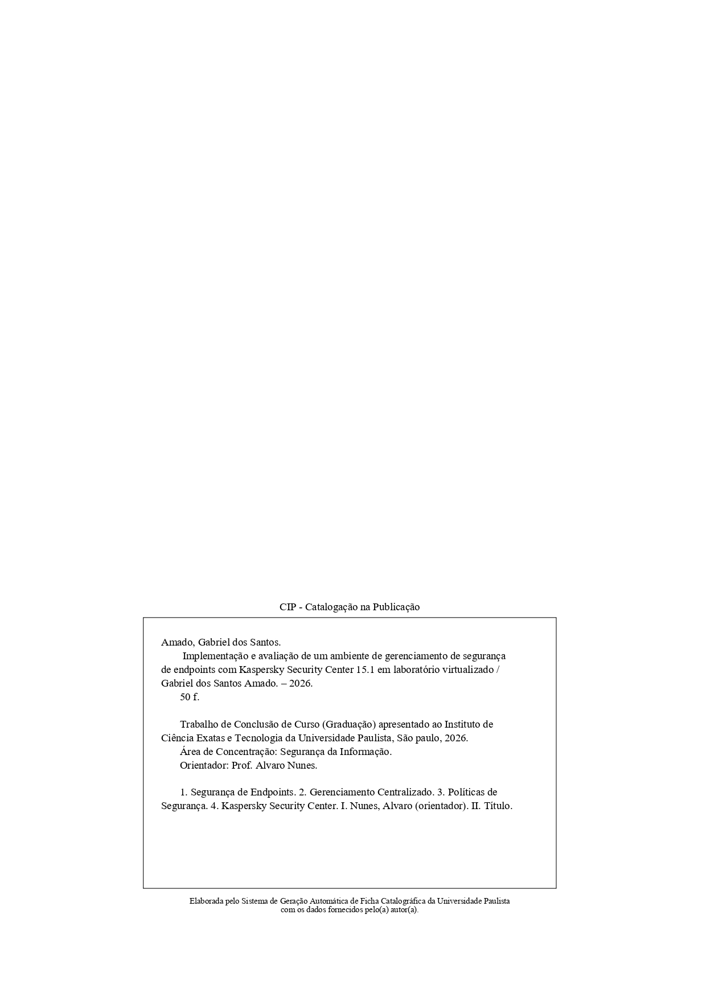 CIP - Catalogação na Publicação
Amado, Gabriel dos Santos.
Implementação e avaliação de um ambiente de gerenciamento de segurança
de endpoints com Kaspersky Security Center 15.1 em laboratório virtualizado /
Gabriel dos Santos Amado. – 2026.
50 f.
Trabalho de Conclusão de Curso (Graduação) apresentado ao Instituto de
Ciência Exatas e Tecnologia da Universidade Paulista, São paulo, 2026.
Área de Concentração: Segurança da Informação.
Orientador: Prof. Alvaro Nunes.
1. Segurança de Endpoints. 2. Gerenciamento Centralizado. 3. Políticas de
Segurança. 4. Kaspersky Security Center. I. Nunes, Alvaro (orientador). II. Título.
Elaborada pelo Sistema de Geração Automática de Ficha Catalográfica da Universidade Paulista
com os dados fornecidos pelo(a) autor(a).